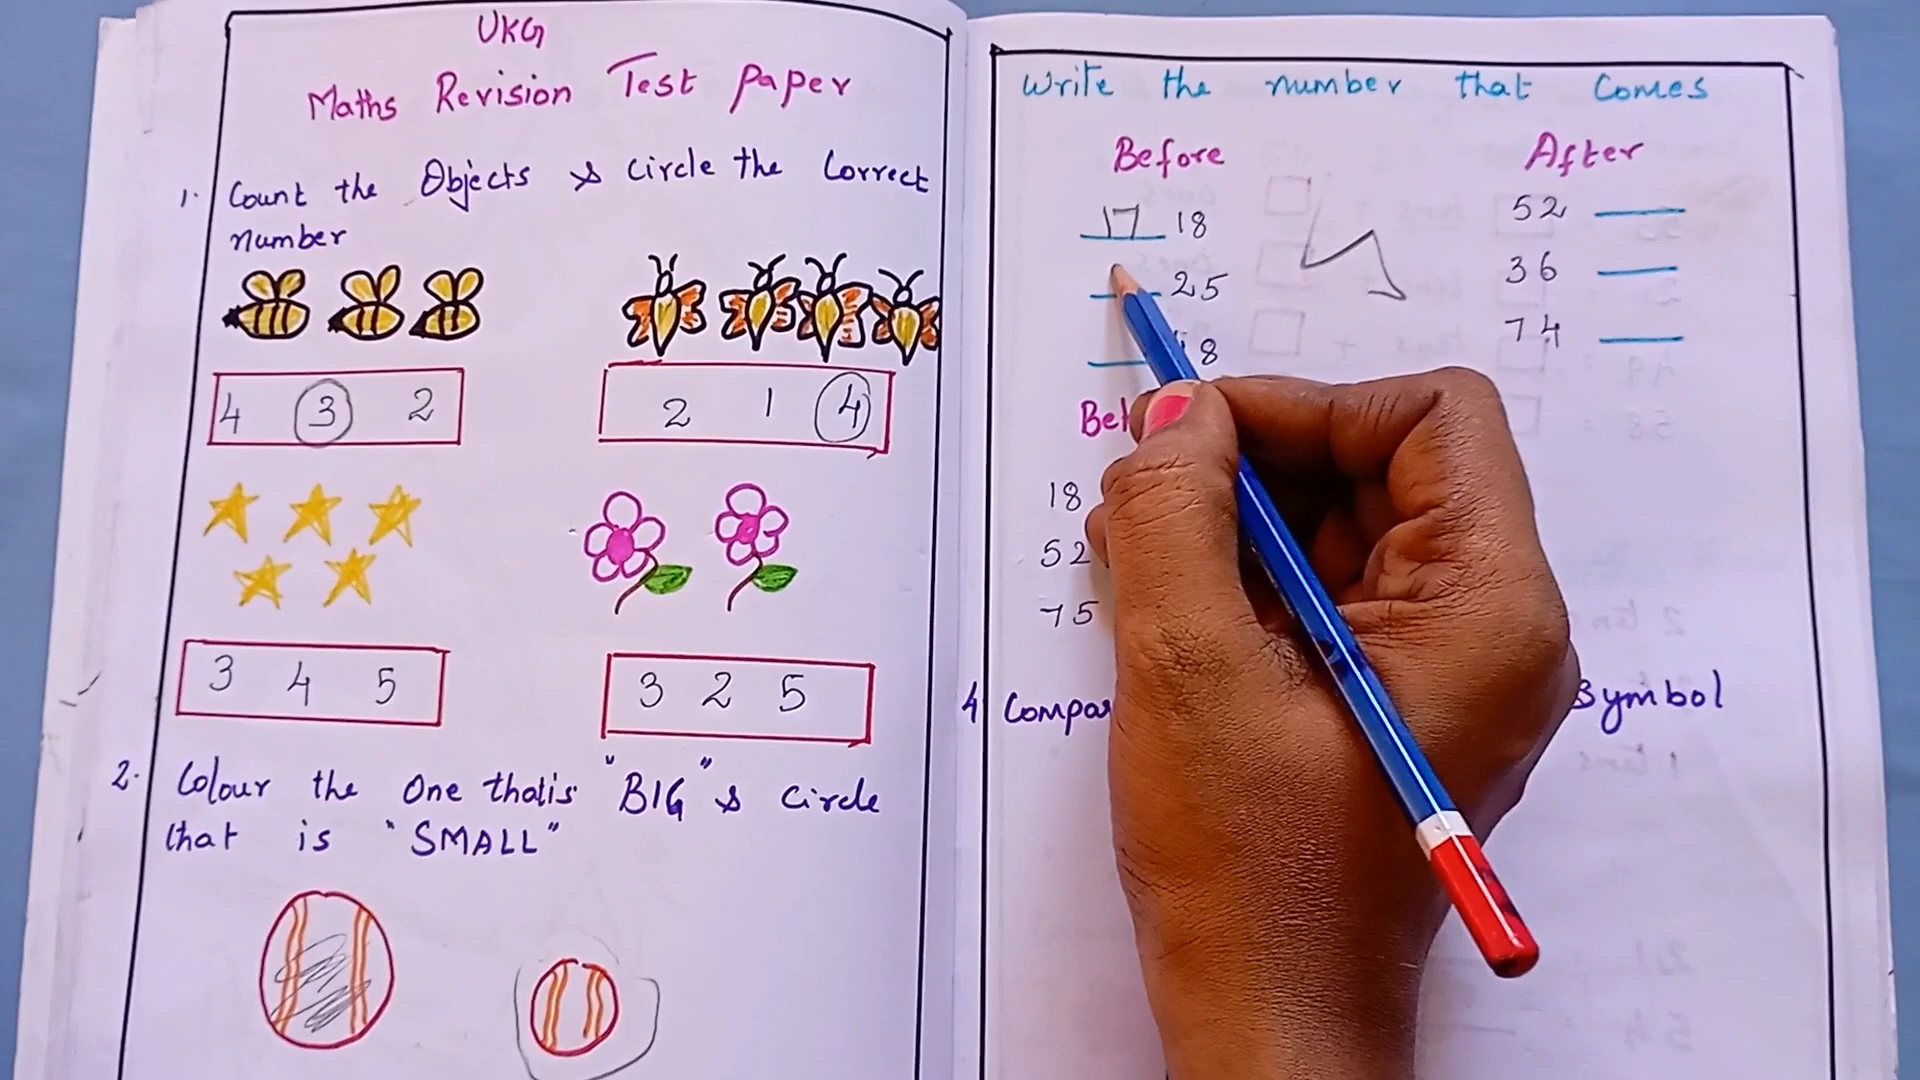 UKG
Maths Revision Test Paper
1. Count the Objects & Circle the Correct
number
4 3 2
2 1 4
3 4 5
3 2 5
2. Colour the One that is "BIG" & Circle
that is "SMALL"
Write the number that Comes
Before
17 18
25
18
After
52
36
74
18
52
75
4 Symbol